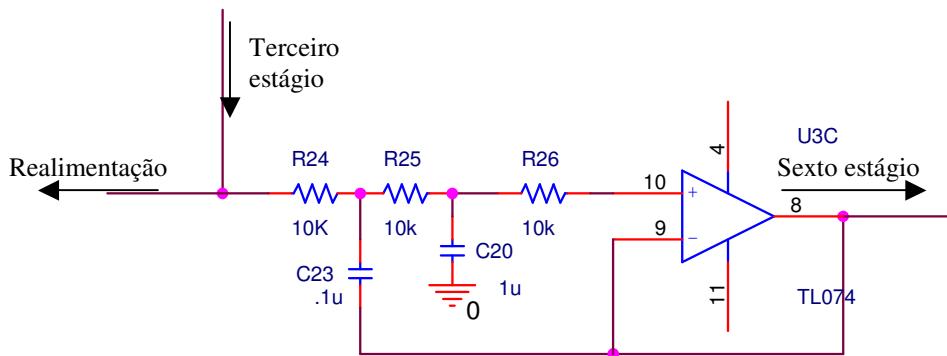 Terceiro
estágio
Realimentação
R24
10K
R25
10k
R26
10k
C23
.1u
C20
1u
0
10
+
9
-
4
11
8
U3C
Sexto estágio
TL074